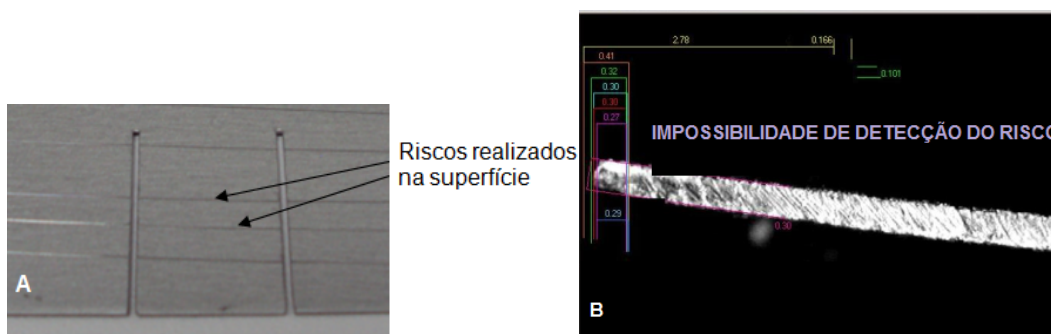 Riscos realizados
na superfície
A
2.78
0.166
0.41
0.32
0.101
0.30
0.30
0.27
IMPOSSIBILIDADE DE DETECÇÃO DO RISCO
0.29
0.30
B